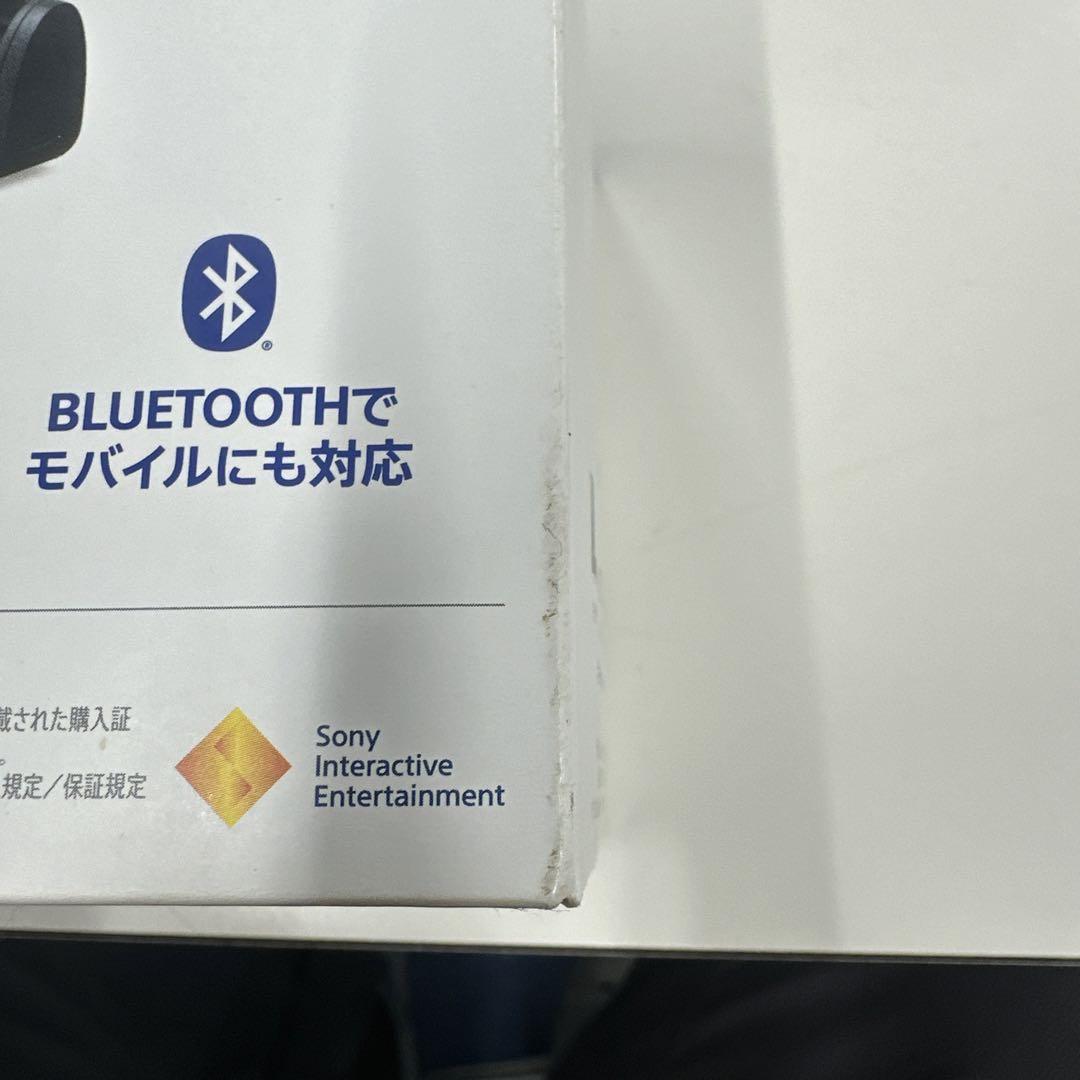 BLUETOOTHで
モバイルにも対応
載された購入証
規定/保証規定
Sony
Interactive
Entertainment